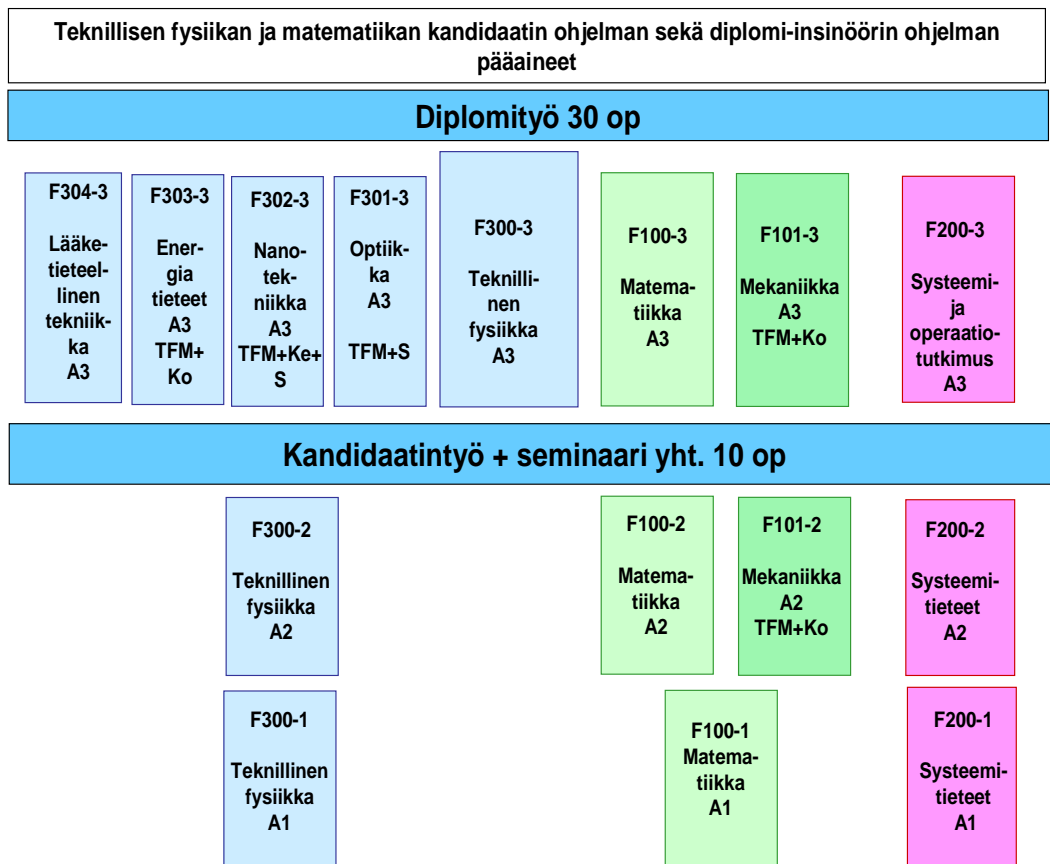 Teknillisen fysiikan ja matematiikan kandidaatin ohjelman sekä diplomi-insinöörin ohjelman
pääaineet
Diplomityö 30 op
F304-3
Lääke-
tieteel-
linen
tekniik-
ka
A3
F303-3
Ener-
gia
tieteet
A3
TFM+
Ko
F302-3
Nano-
tek-
niikka
A3
TFM+Ke+
S
F301-3
Optiik-
ka
A3
TFM+S
F300-3
Teknilli-
nen
fysiikka
A3
F100-3
Matema-
tiikka
A3
F101-3
Mekaniikka
A3
TFM+Ko
F200-3
Systeemi-
ja
operaatio-
tutkimus
A3
Kandidaatintyö + seminaari yht. 10 op
F300-2
Teknillinen
fysiikka
A2
F100-2
Matema-
tiikka
A2
F101-2
Mekaniikka
A2
TFM+Ko
F200-2
Systeemi-
tieteet
A2
F300-1
Teknillinen
fysiikka
A1
F100-1
Matema-
tiikka
A1
F200-1
Systeemi-
tieteet
A1